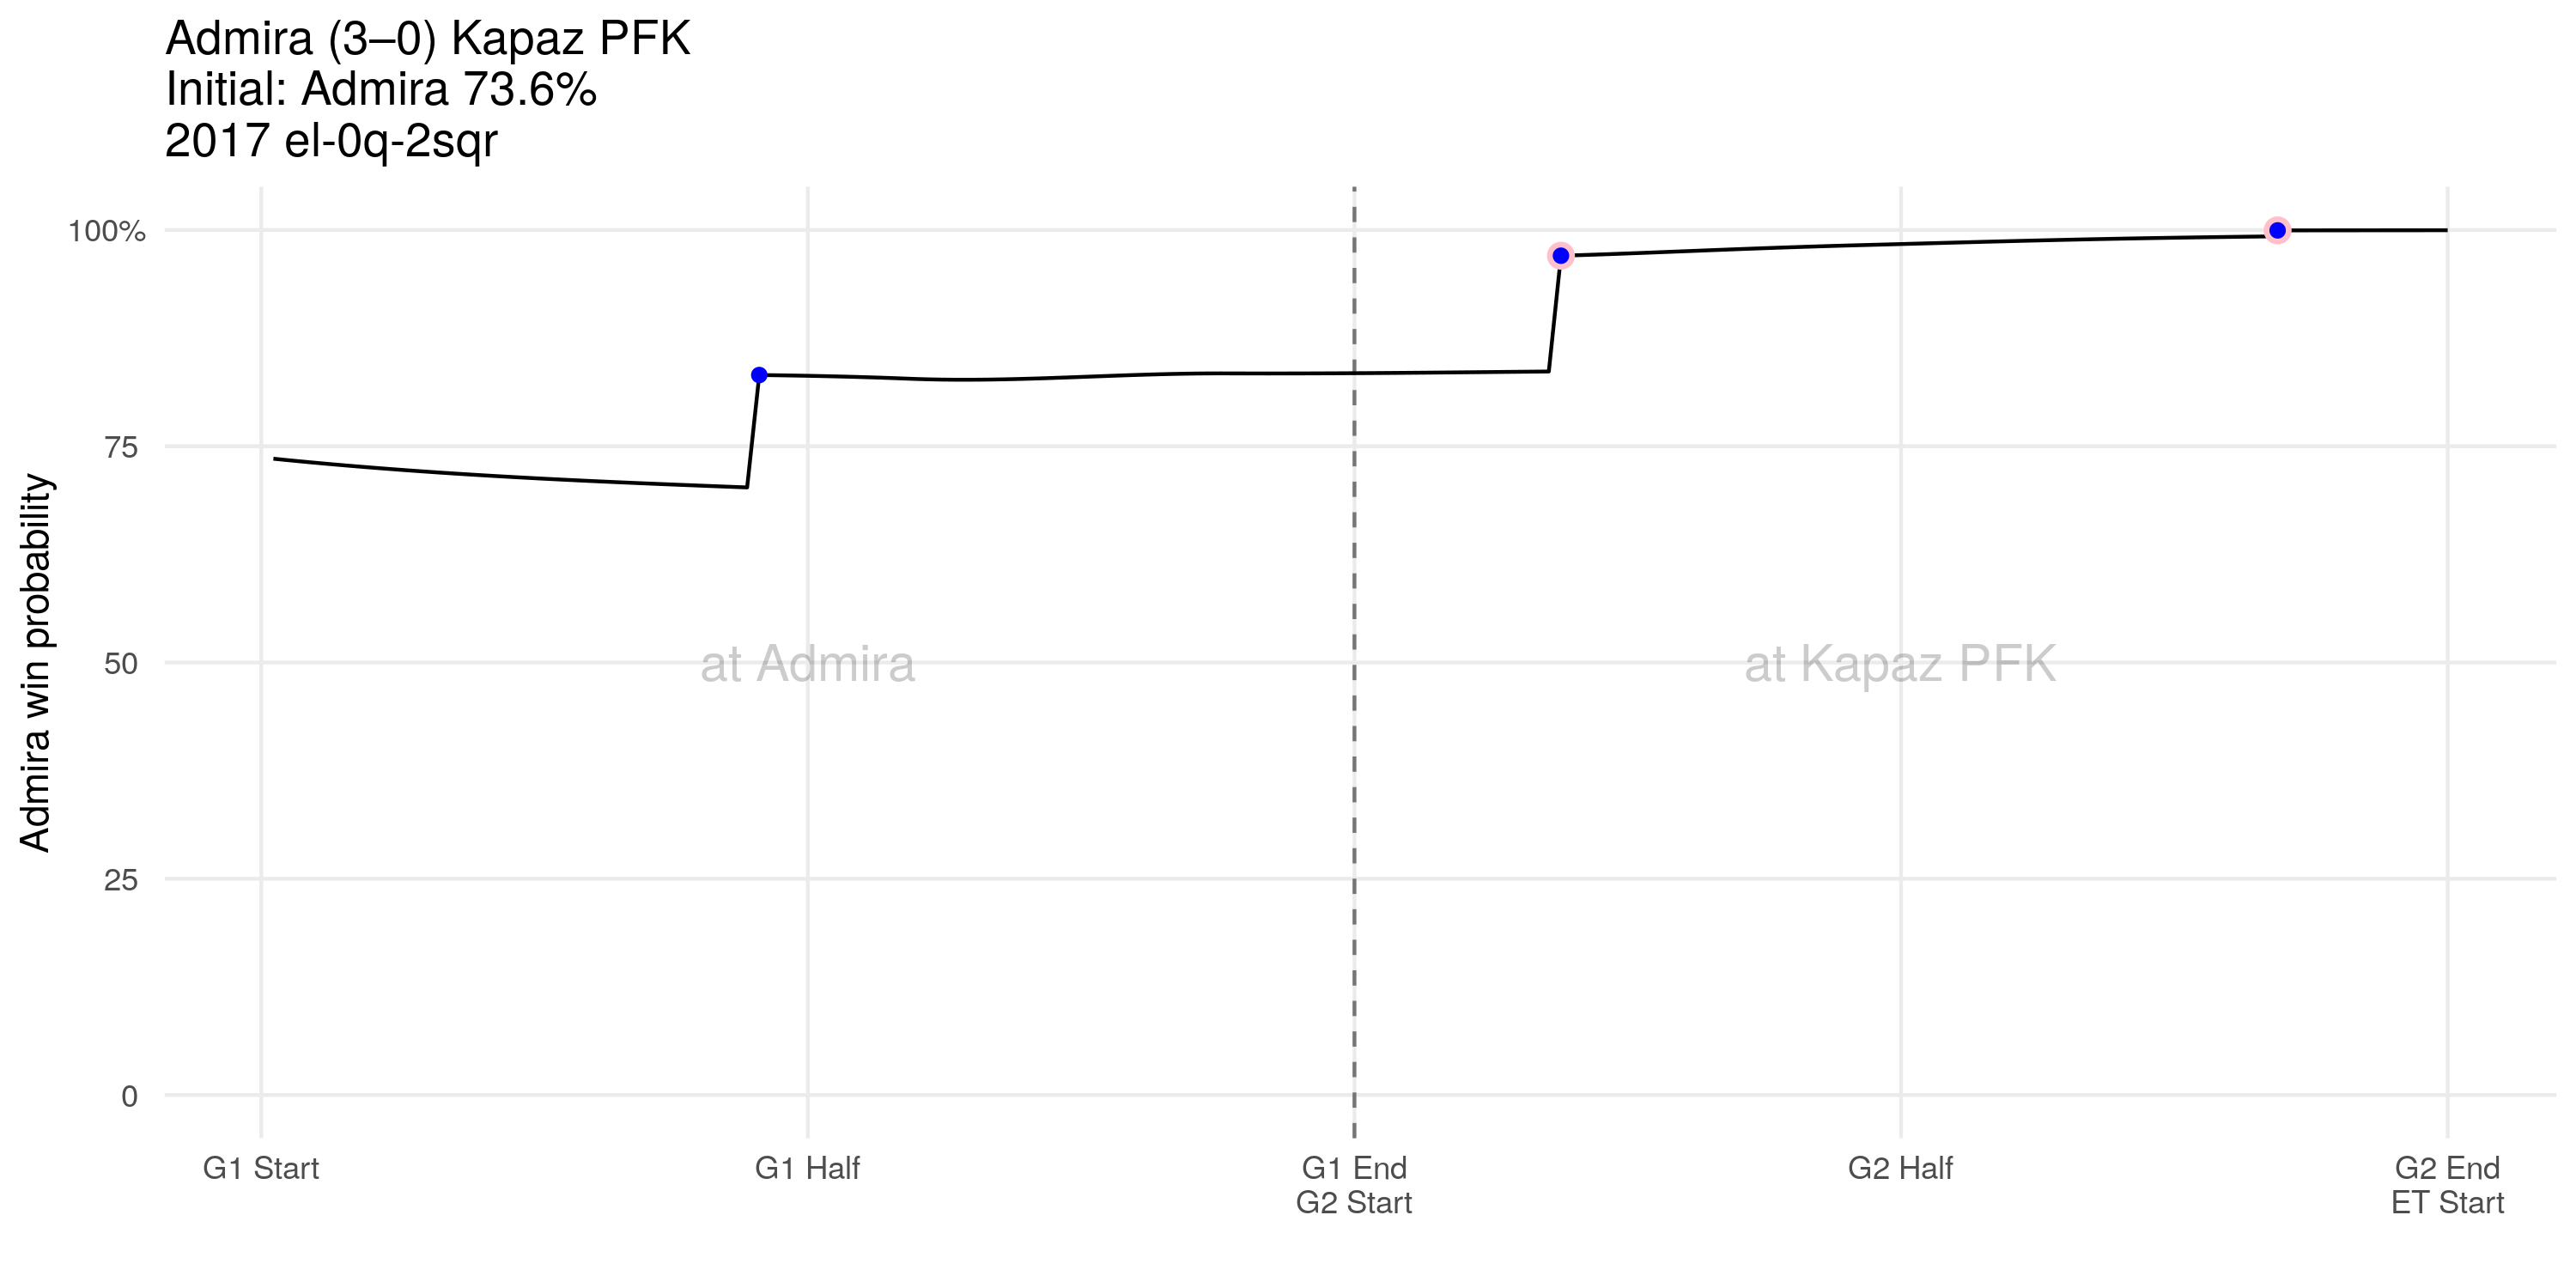 Admira (3–0) Kapaz PFK
Initial: Admira 73.6%
2017 el-0q-2sqr
Admira win probability
100%
75
50
25
0
at Admira
at Kapaz PFK
G1 Start
G1 Half
G1 End
G2 Start
G2 Half
G2 End
ET Start